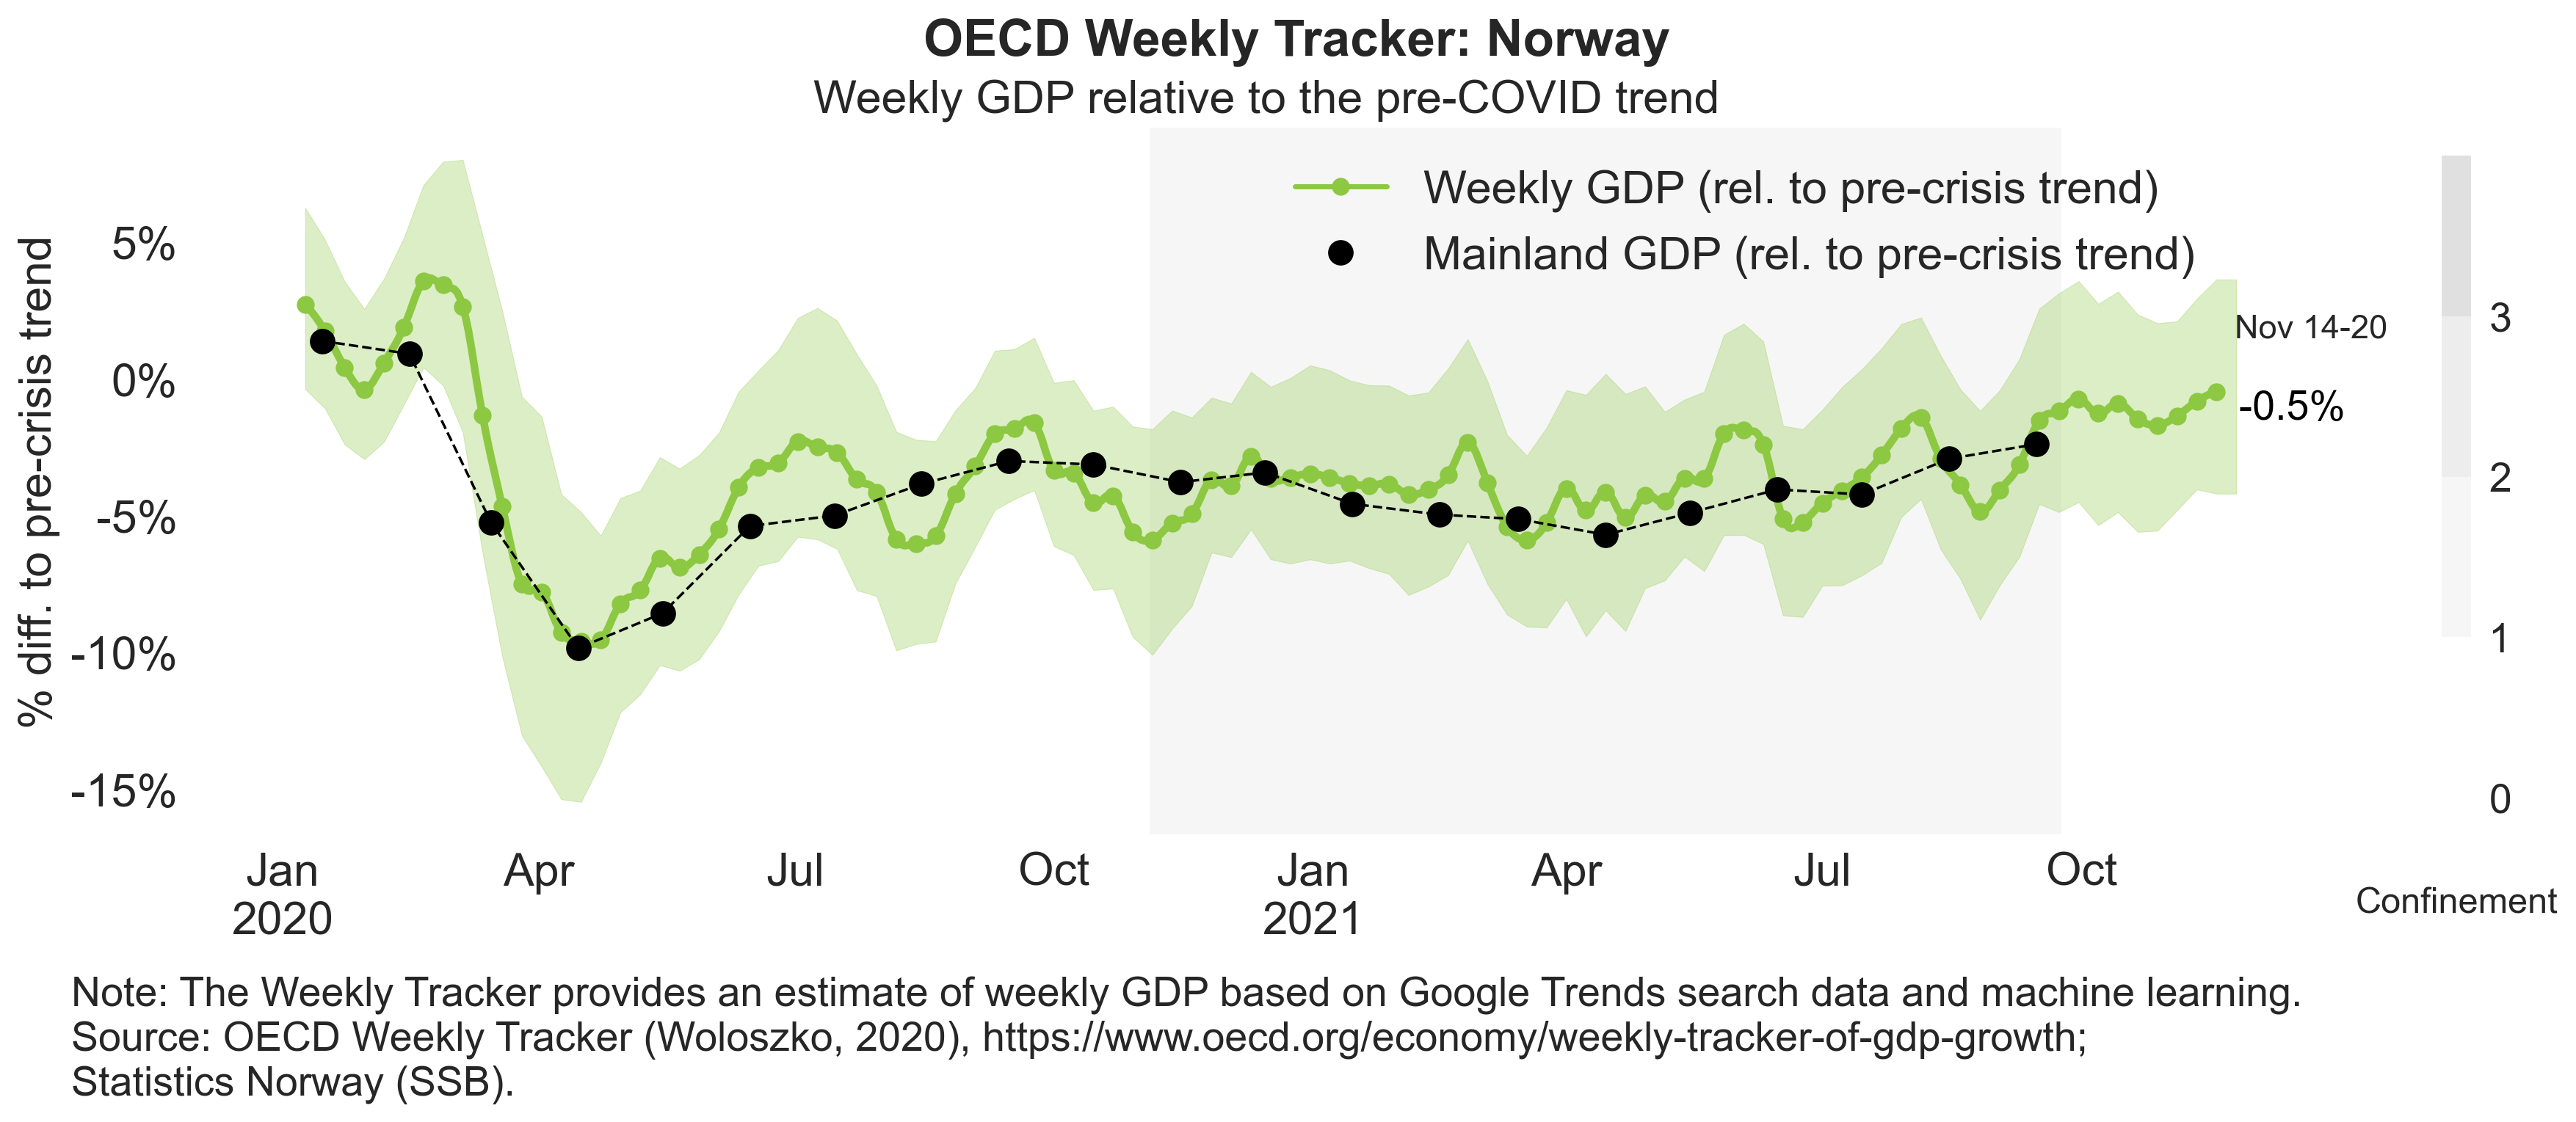 OECD Weekly Tracker: Norway
Weekly GDP relative to the pre-COVID trend
Weekly GDP (rel. to pre-crisis trend)
Mainland GDP (rel. to pre-crisis trend)
% diff. to pre-crisis trend
5%
0%
-5%
-10%
-15%
Nov 14-20
-0.5%
3
2
1
0
Confinement
Jan
2020
Apr
Jul
Oct
Jan
2021
Apr
Jul
Oct
Note: The Weekly Tracker provides an estimate of weekly GDP based on Google Trends search data and machine learning.
Source: OECD Weekly Tracker (Woloszko, 2020), https://www.oecd.org/economy/weekly-tracker-of-gdp-growth;
Statistics Norway (SSB).